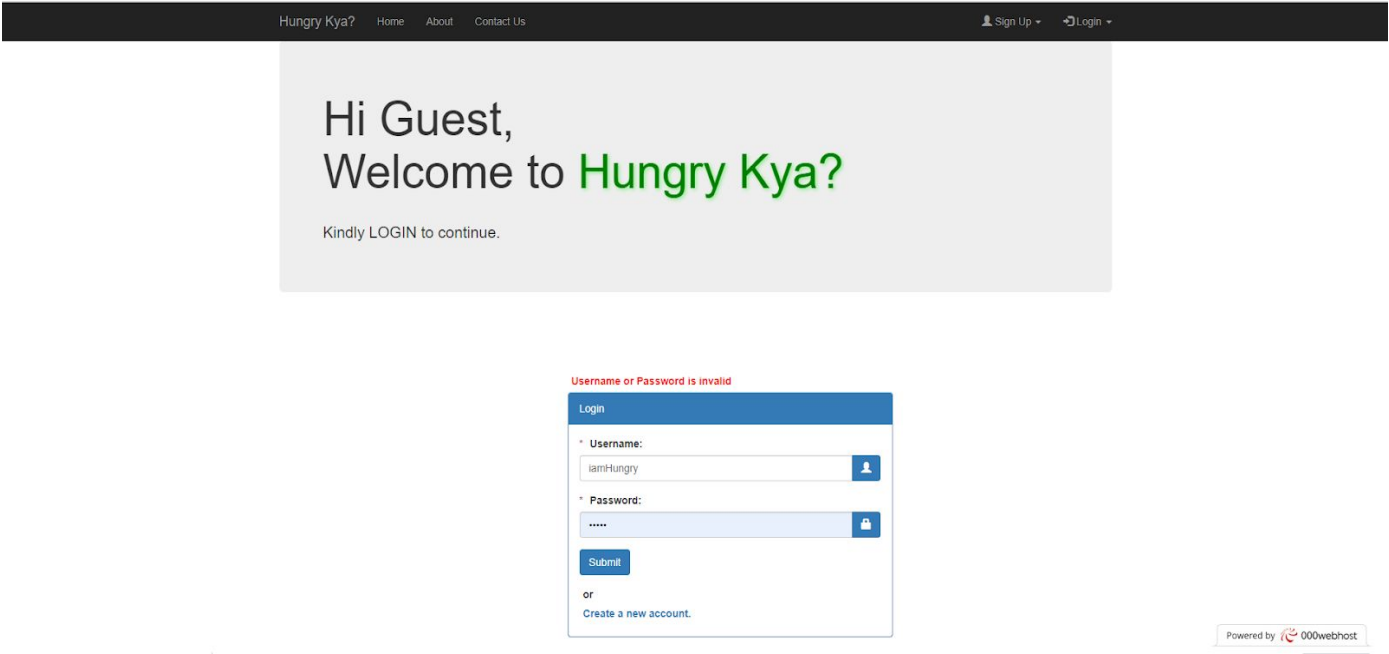 Hungry Kya? Home About Contact Us Sign Up Login
Hi Guest,
Welcome to Hungry Kya?
Kindly LOGIN to continue.
Username or Password is invalid
Login
* Username:
iamHungry
* Password:
•••••
Submit
or
Create a new account.
Powered by 000webhost